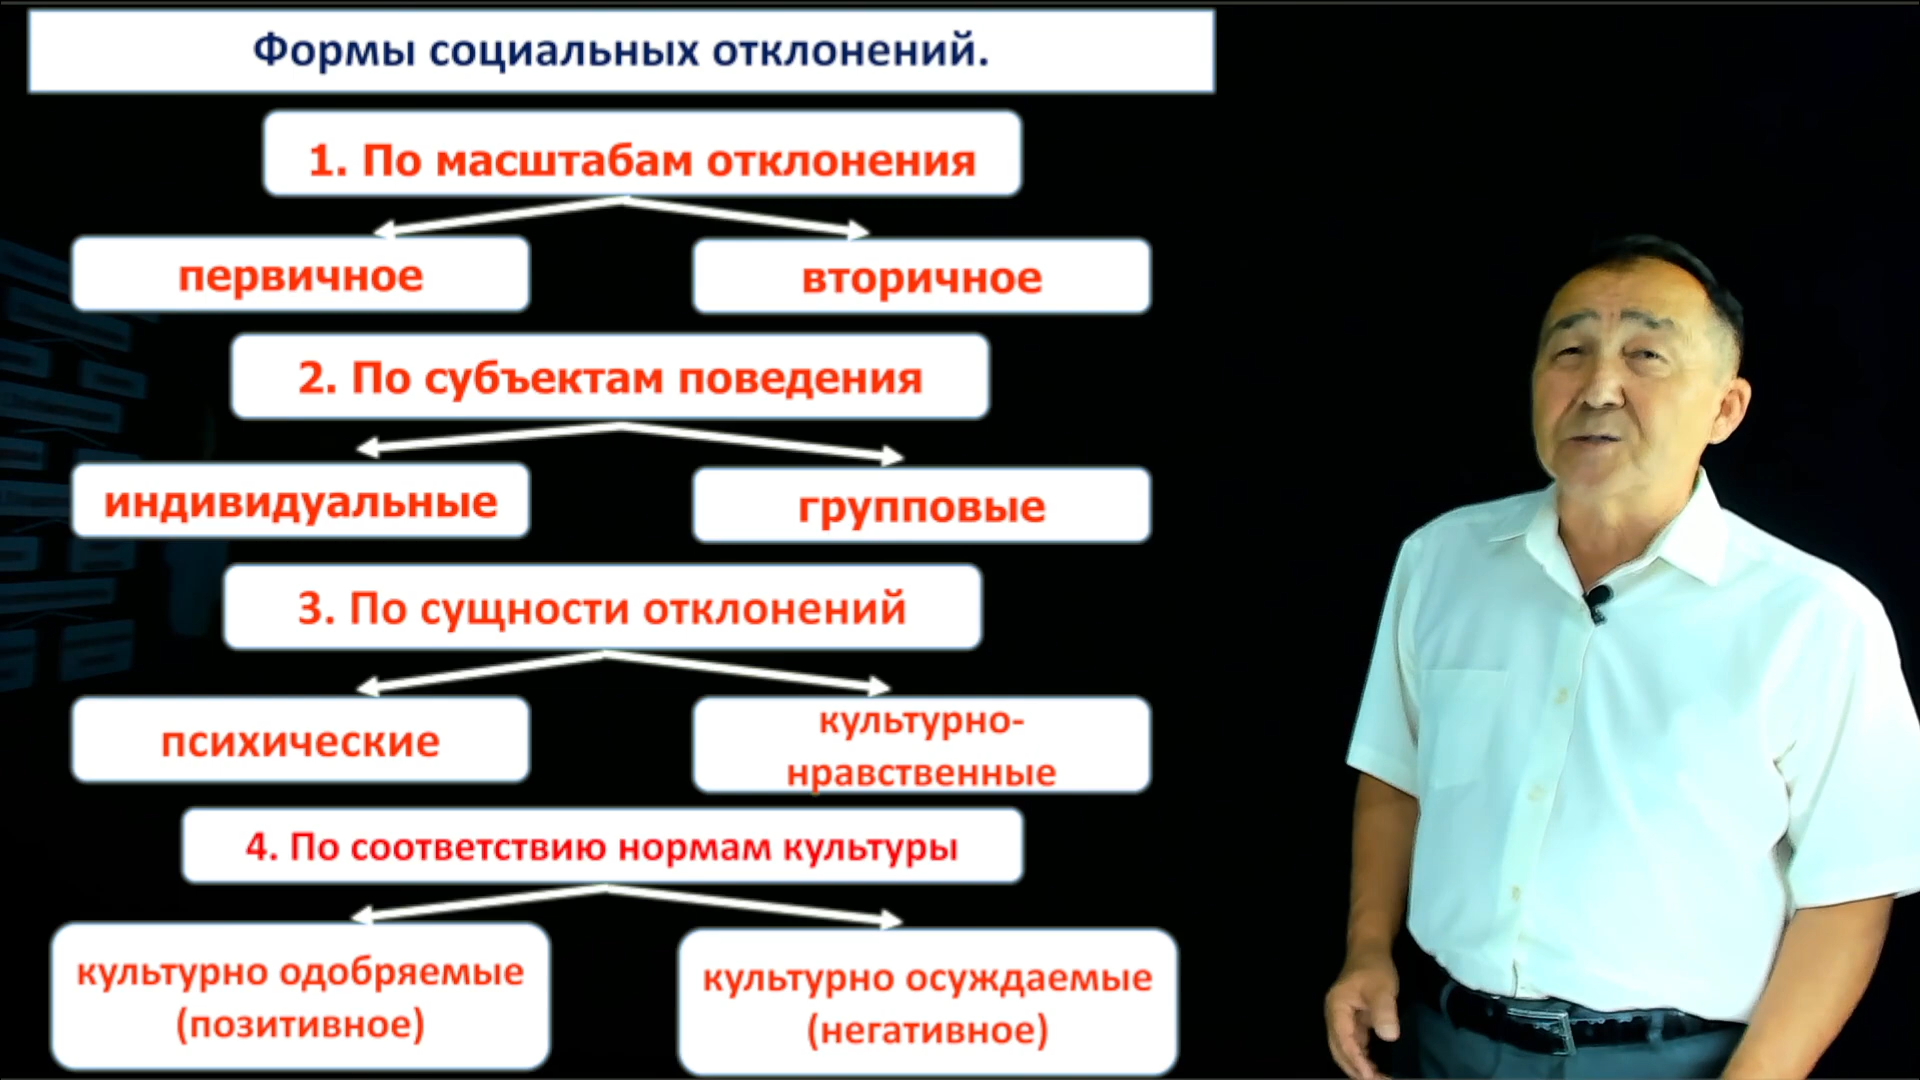 Формы социальных отклонений.
1. По масштабам отклонения
первичное
вторичное
2. По субъектам поведения
индивидуальные
групповые
3. По сущности отклонений
психические
культурно-
нравственные
4. По соответствию нормам культуры
культурно одобряемые
(позитивное)
культурно осуждаемые
(негативное)